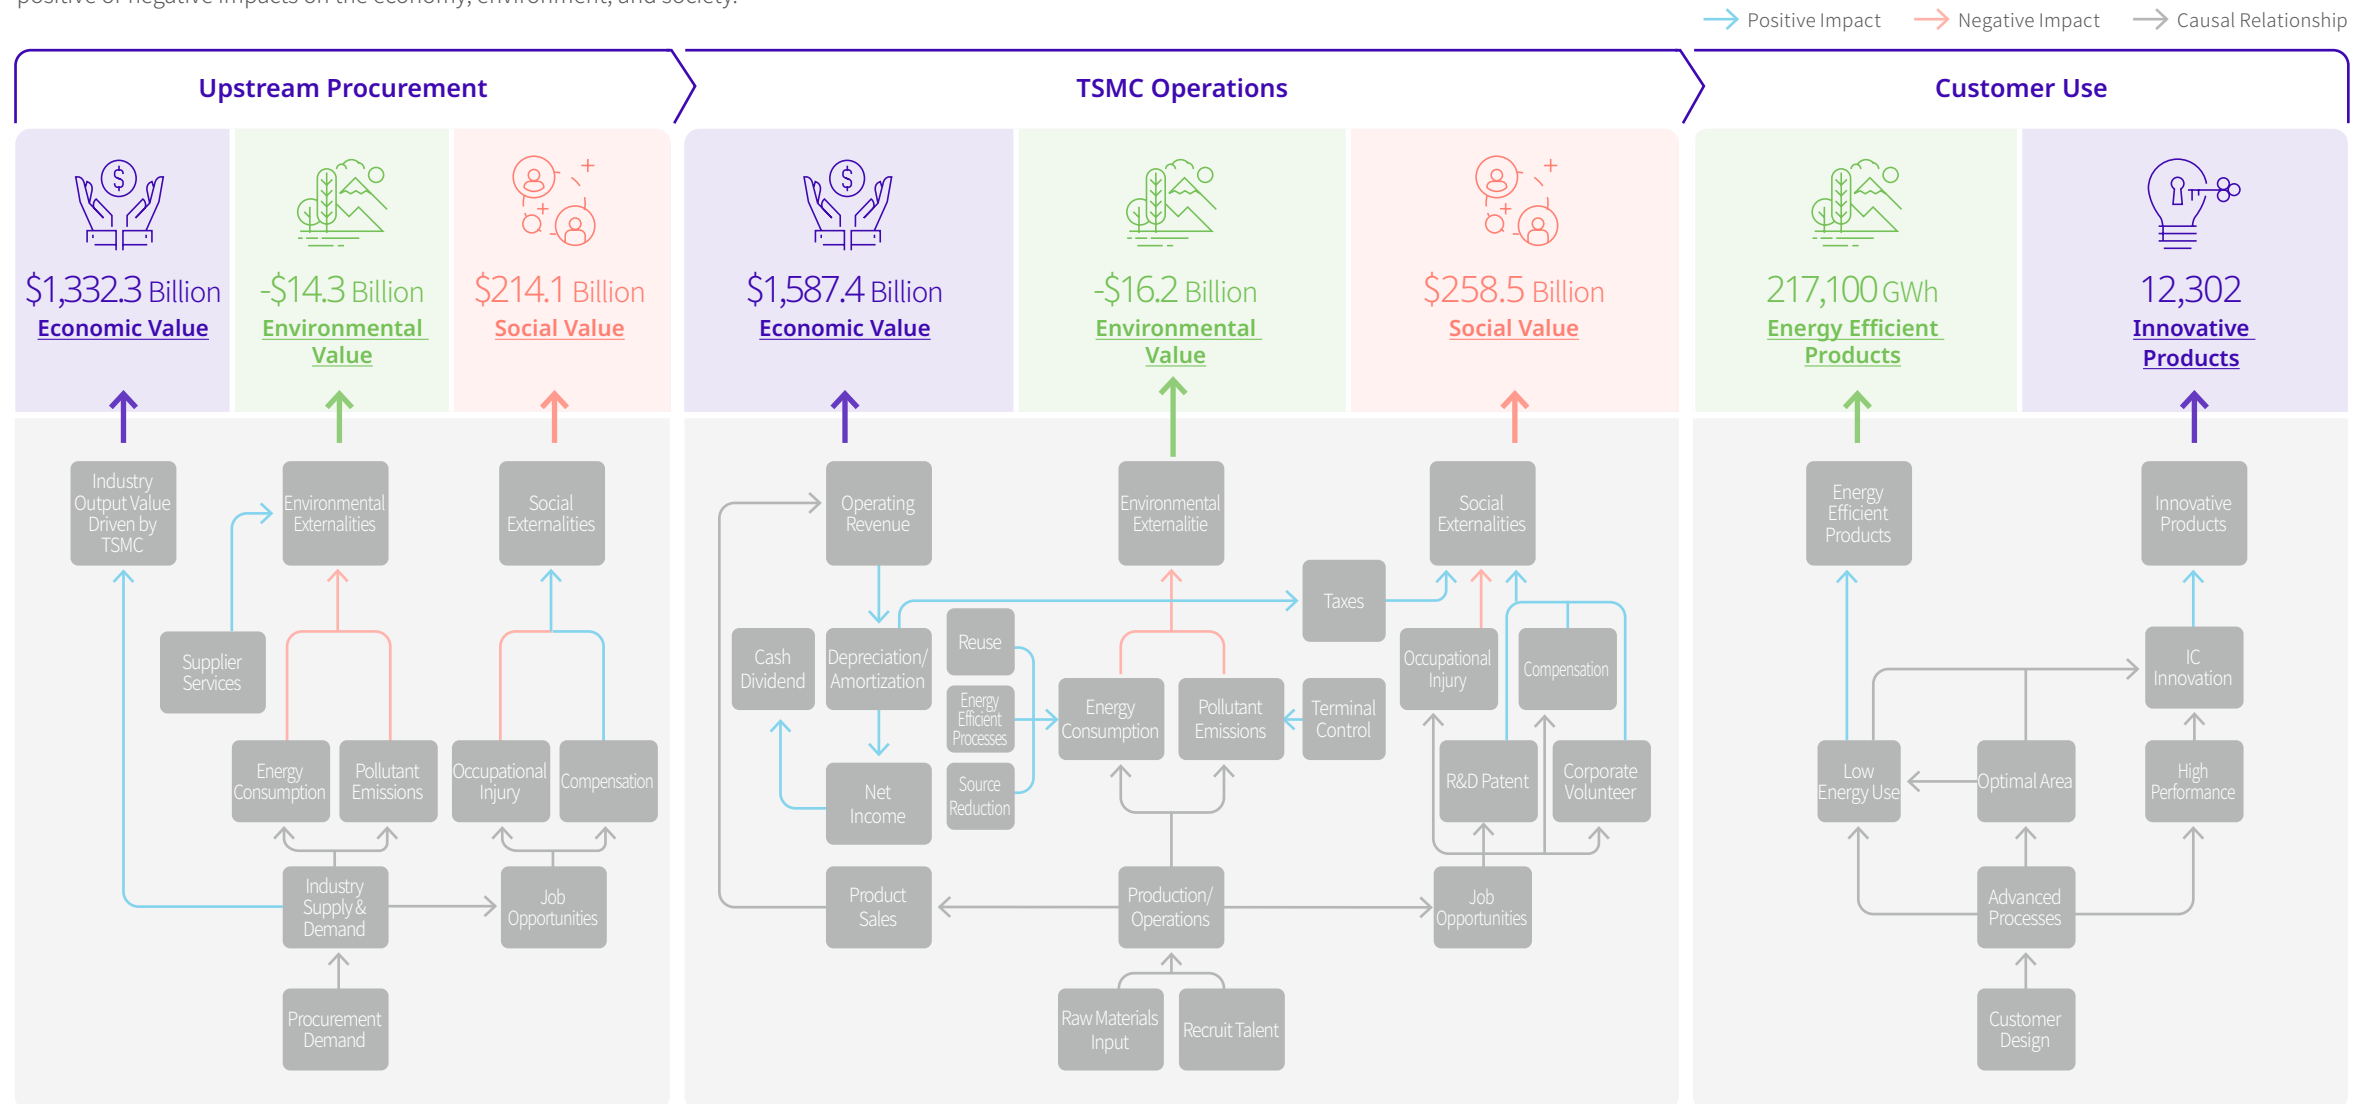 positive or negative impacts on the economy, environment, and society.
Positive Impact
Negative Impact
Causal Relationship
Upstream Procurement
TSMC Operations
Customer Use
$1,332.3 Billion
Economic Value
-$14.3 Billion
Environmental
Value
$214.1 Billion
Social Value
$1,587.4 Billion
Economic Value
-$16.2 Billion
Environmental
Value
$258.5 Billion
Social Value
217,100 GWh
Energy Efficient
Products
12,302
Innovative
Products
Industry
Output Value
Driven by
TSMC
Environmental
Externalities
Social
Externalities
Supplier
Services
Energy
Consumption
Pollutant
Emissions
Occupational
Injury
Compensation
Industry
Supply &
Demand
Job
Opportunities
Procurement
Demand
Operating
Revenue
Environmental
Externalitie
Social
Externalities
Taxes
Cash
Dividend
Depreciation/
Amortization
Reuse
Energy
Efficient
Processes
Source
Reduction
Energy
Consumption
Pollutant
Emissions
Terminal
Control
Occupational
Injury
Compensation
Net
Income
R&D Patent
Corporate
Volunteer
Product
Sales
Production/
Operations
Job
Opportunities
Raw Materials
Input
Recruit Talent
Energy
Efficient
Products
Innovative
Products
IC
Innovation
Low
Energy Use
Optimal Area
High
Performance
Advanced
Processes
Customer
Design